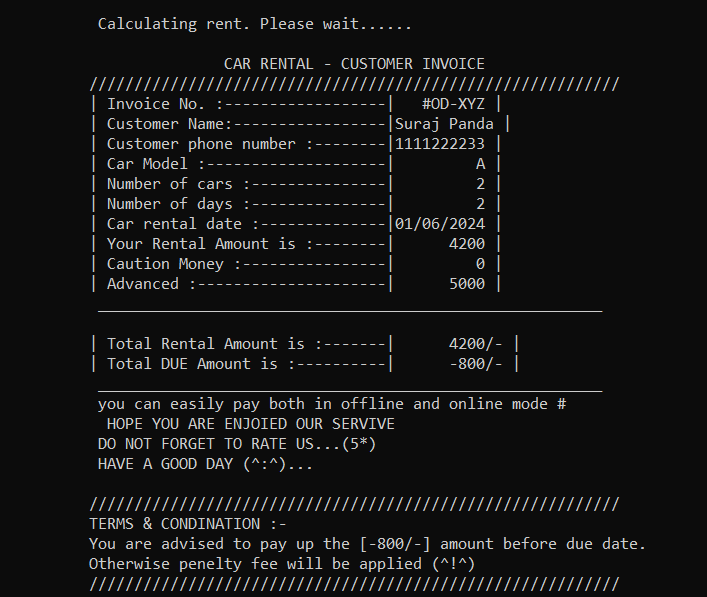 Calculating rent. Please wait......
CAR RENTAL - CUSTOMER INVOICE
///////////////////////////////////////////////////////////
| Invoice No. :------------------| #OD-XYZ |
| Customer Name:-----------------|Suraj Panda |
| Customer phone number :--------|1111222233 |
| Car Model :--------------------| A |
| Number of cars :---------------| 2 |
| Number of days :---------------| 2 |
| Car rental date :--------------|01/06/2024 |
| Your Rental Amount is :--------| 4200 |
| Caution Money :----------------| 0 |
| Advanced :---------------------| 5000 |
________________________________________________________
| Total Rental Amount is :-------| 4200/- |
| Total DUE Amount is :----------| -800/- |
________________________________________________________
you can easily pay both in offline and online mode #
HOPE YOU ARE ENJOIED OUR SERVIVE
DO NOT FORGET TO RATE US...(5*)
HAVE A GOOD DAY (^:^)...
///////////////////////////////////////////////////////////
TERMS & CONDINATION :-
You are advised to pay up the [-800/-] amount before due date.
Otherwise penelty fee will be applied (^!^)
///////////////////////////////////////////////////////////